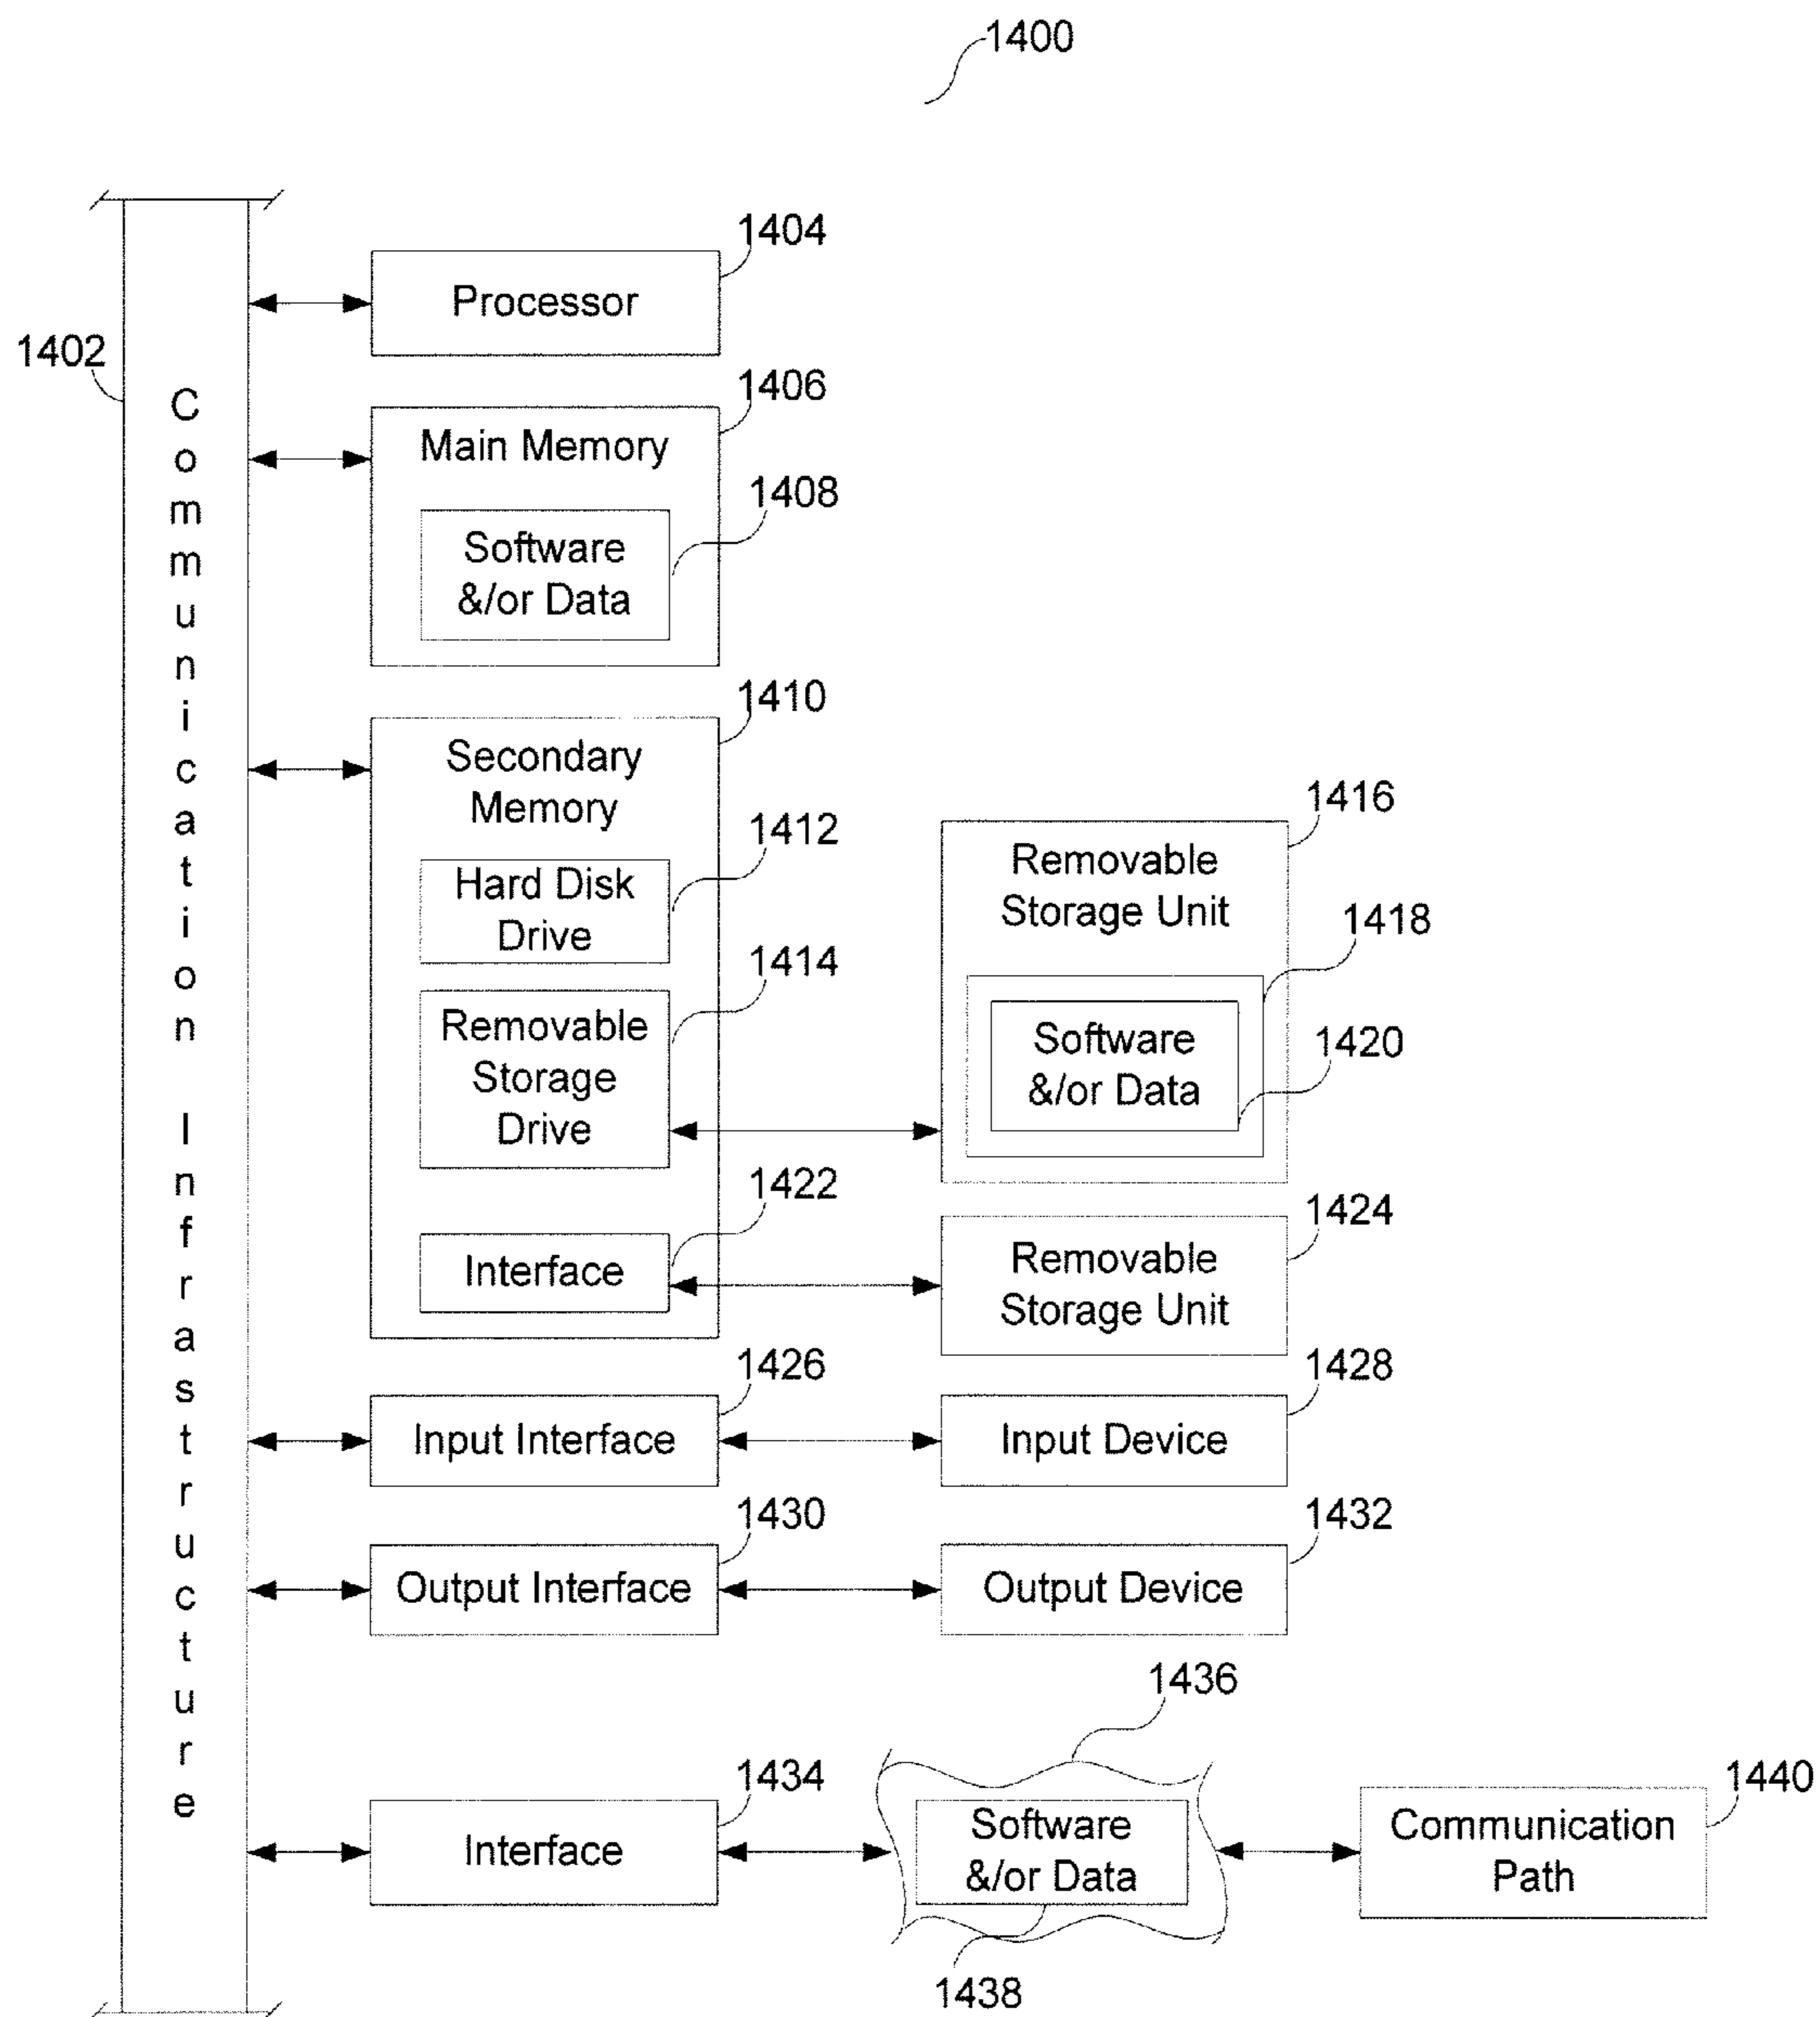 1400
1402
Communication Infrastructure
1404
Processor
1406
Main Memory
1408
Software
&/or Data
1410
Secondary
Memory
1412
Hard Disk
Drive
1414
Removable
Storage
Drive
1416
Removable
Storage Unit
1418
Software
&/or Data
1420
1422
Interface
1424
Removable
Storage Unit
1426
Input Interface
1428
Input Device
1430
Output Interface
1432
Output Device
1434
Interface
1436
Software
&/or Data
1438
1440
Communication
Path